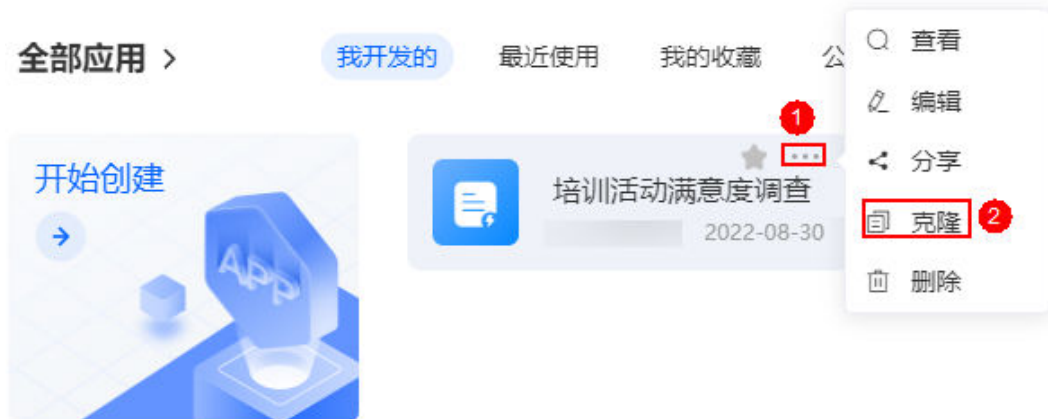 全部应用 >
我开发的 最近使用 我的收藏 公
开始创建
APP
1
培训活动满意度调查
2022-08-30
查看
编辑
分享
克隆 2
删除